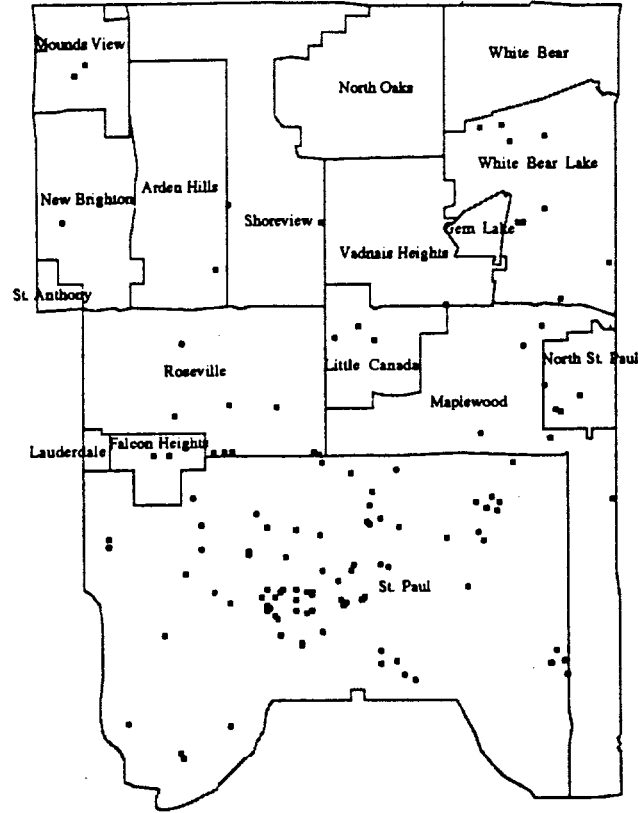 Mounds View
White Bear
North Oaks
White Bear Lake
New Brighton
Arden Hills
Shoreview
Gem Lake
Vadnais Heights
St. Anthony
Roseville
Little Canada
North St. Paul
Maplewood
Lauderdale
Falcon Heights
St. Paul